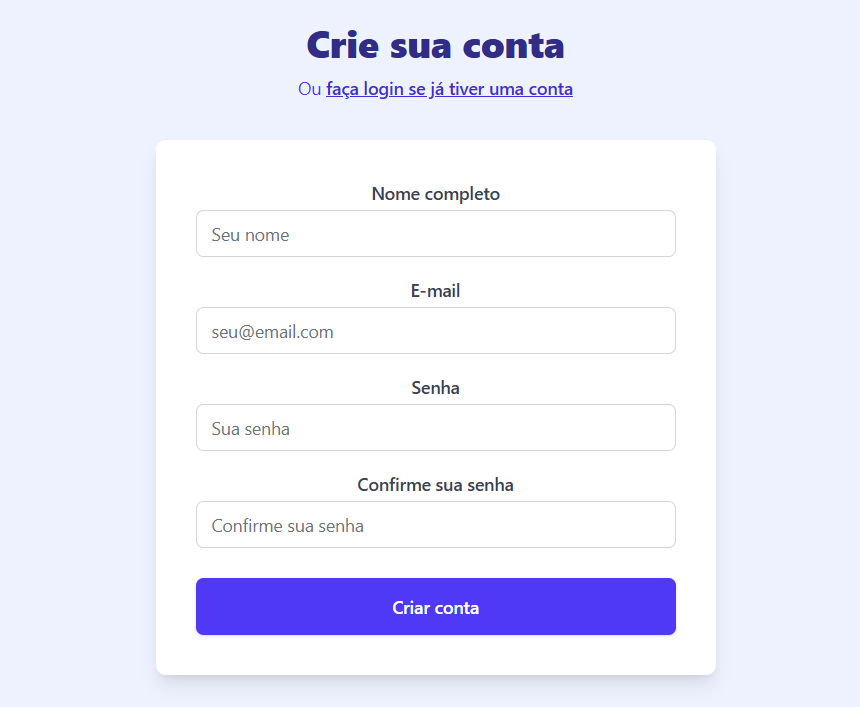 Crie sua conta
Ou faça login se já tiver uma conta
Nome completo
Seu nome
E-mail
seu@email.com
Senha
Sua senha
Confirme sua senha
Confirme sua senha
Criar conta